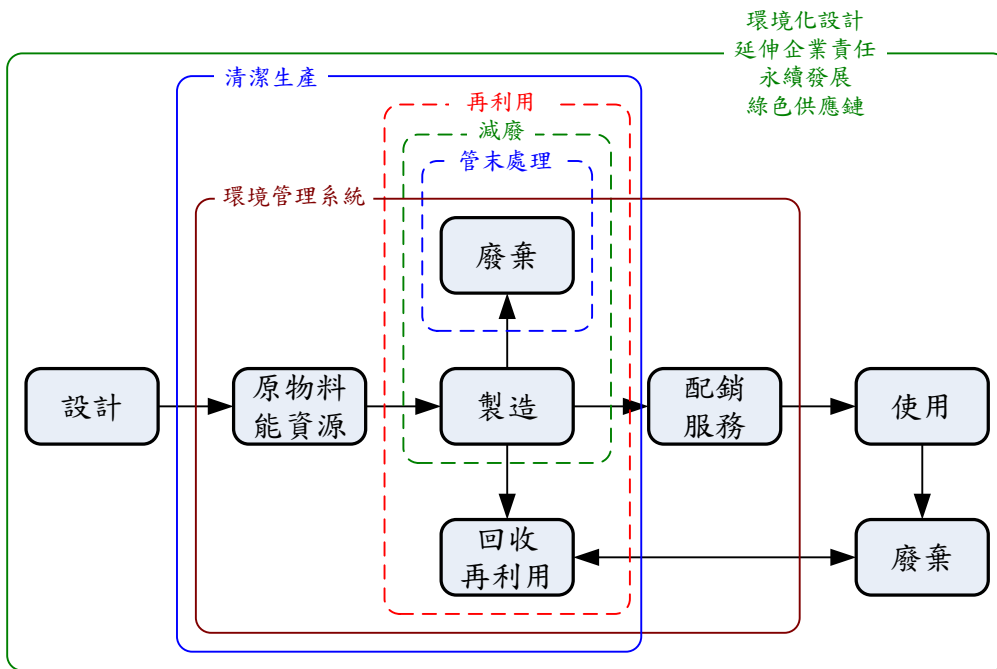 環境化設計
延伸企業責任
永續發展
綠色供應鏈
清潔生產
再利用
減廢
管末處理
環境管理系統
廢棄
設計
原物料
能資源
製造
配銷
服務
使用
回收
再利用
廢棄